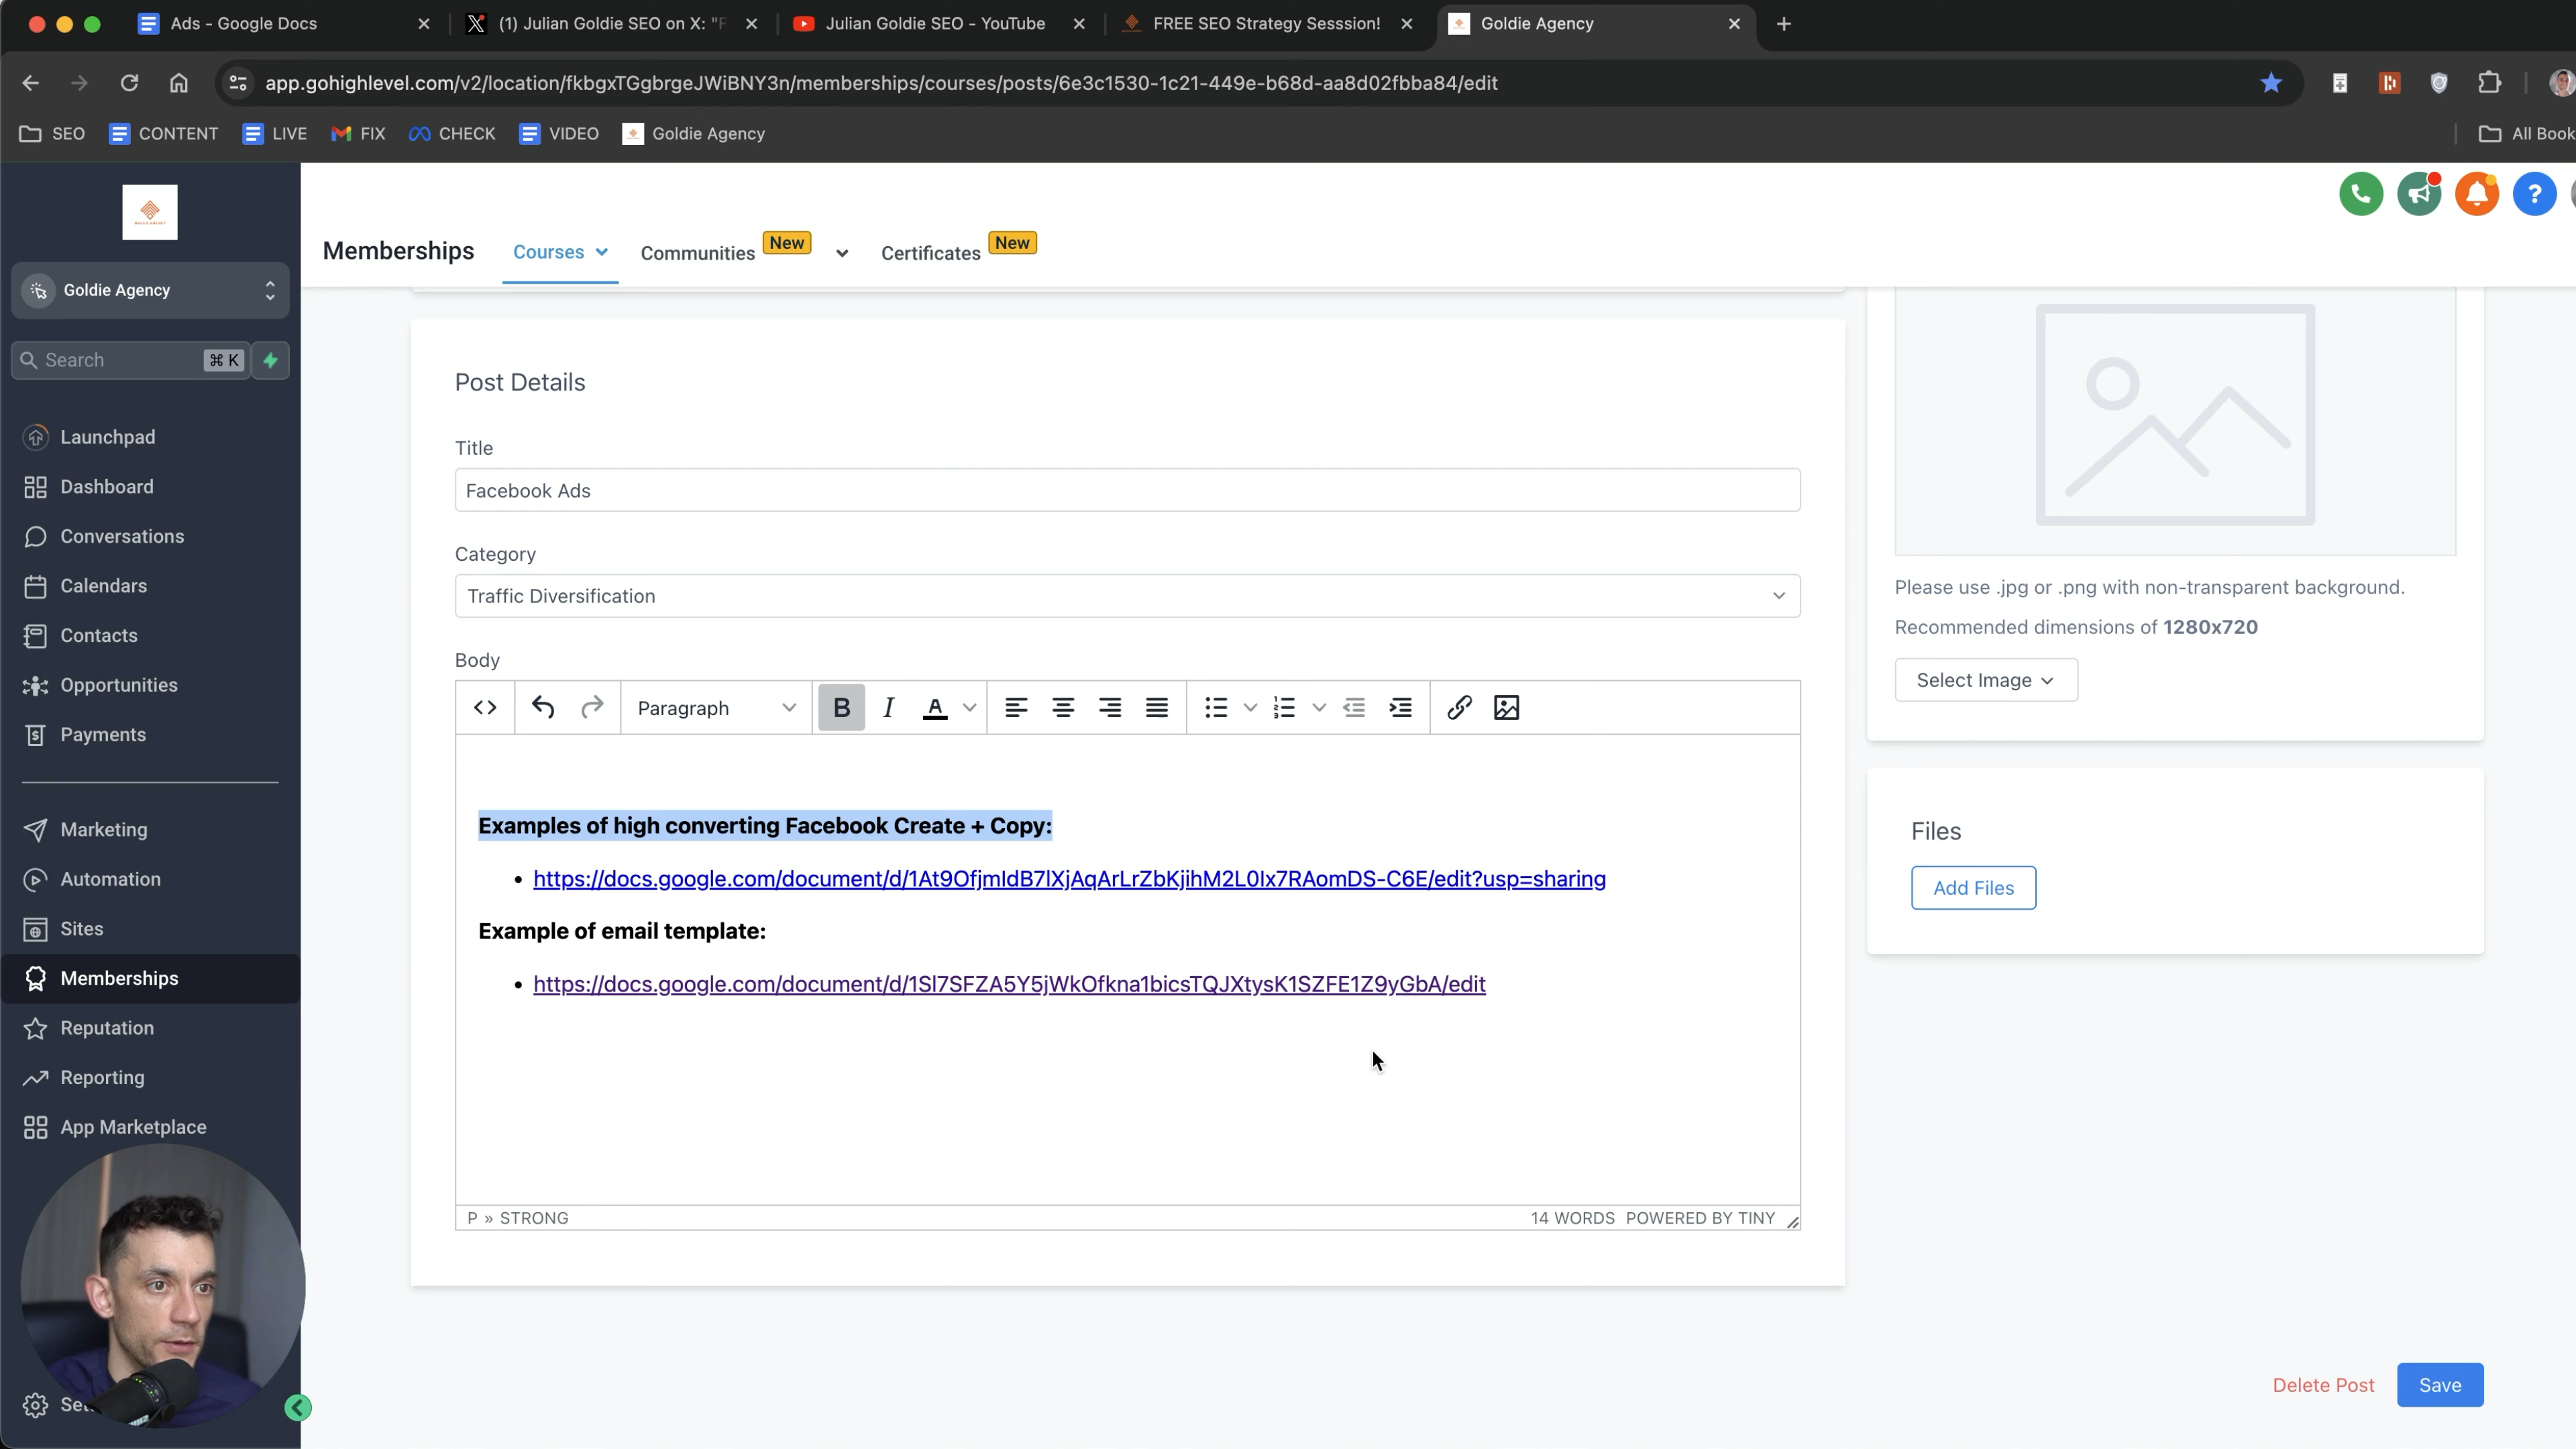 Ads - Google Docs
(1) Julian Goldie SEO on X: "F
Julian Goldie SEO - YouTube
FREE SEO Strategy Sesssion!
Goldie Agency
app.gohighlevel.com/v2/location/fkbgxTGgbrgeJWiBNY3n/memberships/courses/posts/6e3c1530-1c21-449e-b68d-aa8d02fbba84/edit
SEO
CONTENT
LIVE
FIX
CHECK
VIDEO
Goldie Agency
All Book
Goldie Agency
Search
⌘ K
Launchpad
Dashboard
Conversations
Calendars
Contacts
Opportunities
Payments
Marketing
Automation
Sites
Memberships
Reputation
Reporting
App Marketplace
Memberships
Courses
Communities
New
Certificates
New
Post Details
Title
Facebook Ads
Category
Traffic Diversification
Body
Paragraph
B
I
A
Examples of high converting Facebook Create + Copy:
https://docs.google.com/document/d/1At9OfjmIdB7lXjAqArLrZbKjihM2L0Ix7RAomDS-C6E/edit?usp=sharing
Example of email template:
https://docs.google.com/document/d/1Sl7SFZA5Y5jWkOfkna1bicsTQJXtysK1SZFE1Z9yGbA/edit
P » STRONG
14 WORDS POWERED BY TINY
Please use .jpg or .png with non-transparent background.
Recommended dimensions of 1280x720
Select Image
Files
Add Files
Delete Post
Save